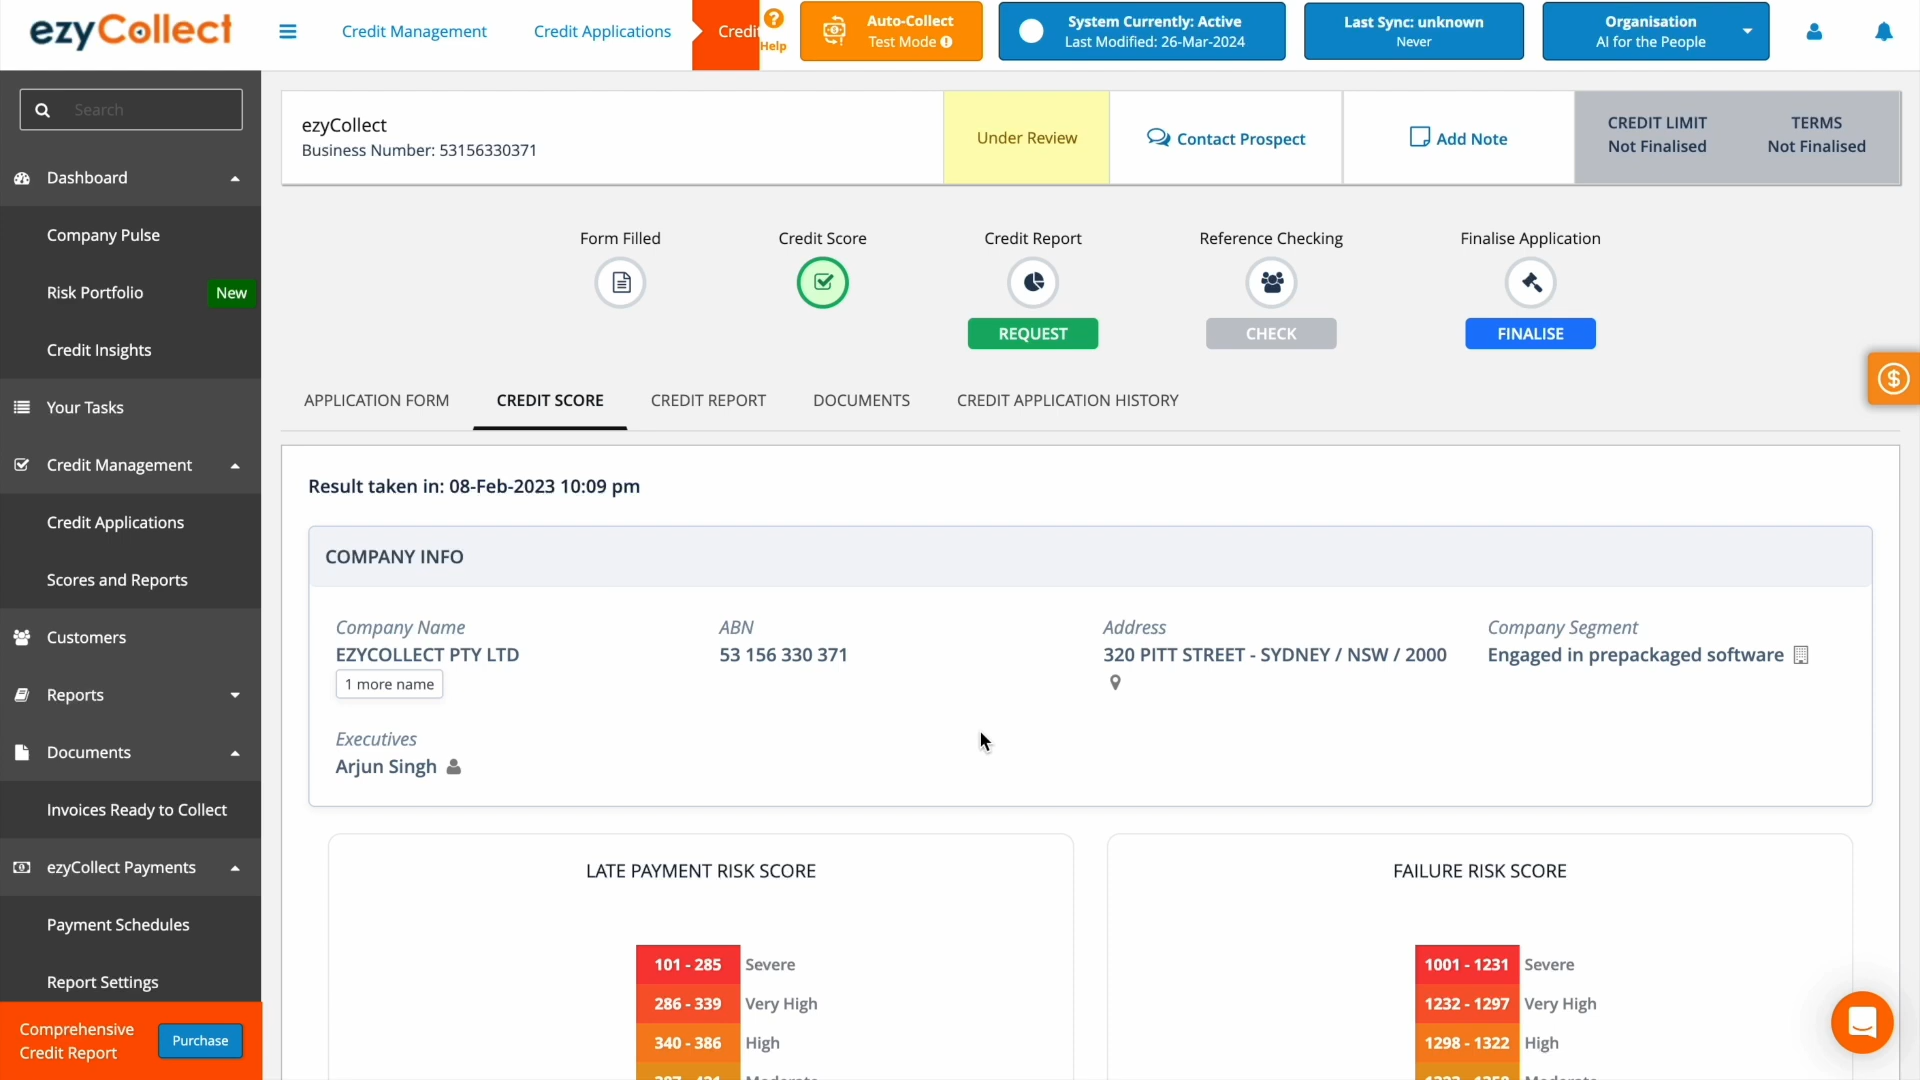 ezyCollect
Credit Management
Credit Applications
Help
Auto-Collect
Test Mode
System Currently: Active
Last Modified: 26-Mar-2024
Last Sync: unknown
Never
Organisation
AI for the People
Search
Dashboard
Company Pulse
Risk Portfolio
New
Credit Insights
Your Tasks
Credit Management
Credit Applications
Scores and Reports
Customers
Reports
Documents
Invoices Ready to Collect
ezyCollect Payments
Payment Schedules
Report Settings
Comprehensive
Credit Report
Purchase
ezyCollect
Business Number: 53156330371
Under Review
Contact Prospect
Add Note
CREDIT LIMIT
Not Finalised
TERMS
Not Finalised
Form Filled
Credit Score
Credit Report
REQUEST
Reference Checking
CHECK
Finalise Application
FINALISE
APPLICATION FORM
CREDIT SCORE
CREDIT REPORT
DOCUMENTS
CREDIT APPLICATION HISTORY
Result taken in: 08-Feb-2023 10:09 pm
COMPANY INFO
Company Name
EZYCOLLECT PTY LTD
1 more name
ABN
53 156 330 371
Address
320 PITT STREET - SYDNEY / NSW / 2000
Company Segment
Engaged in prepackaged software
Executives
Arjun Singh
LATE PAYMENT RISK SCORE
101 - 285 Severe
286 - 339 Very High
340 - 386 High
FAILURE RISK SCORE
1001 - 1231 Severe
1232 - 1297 Very High
1298 - 1322 High